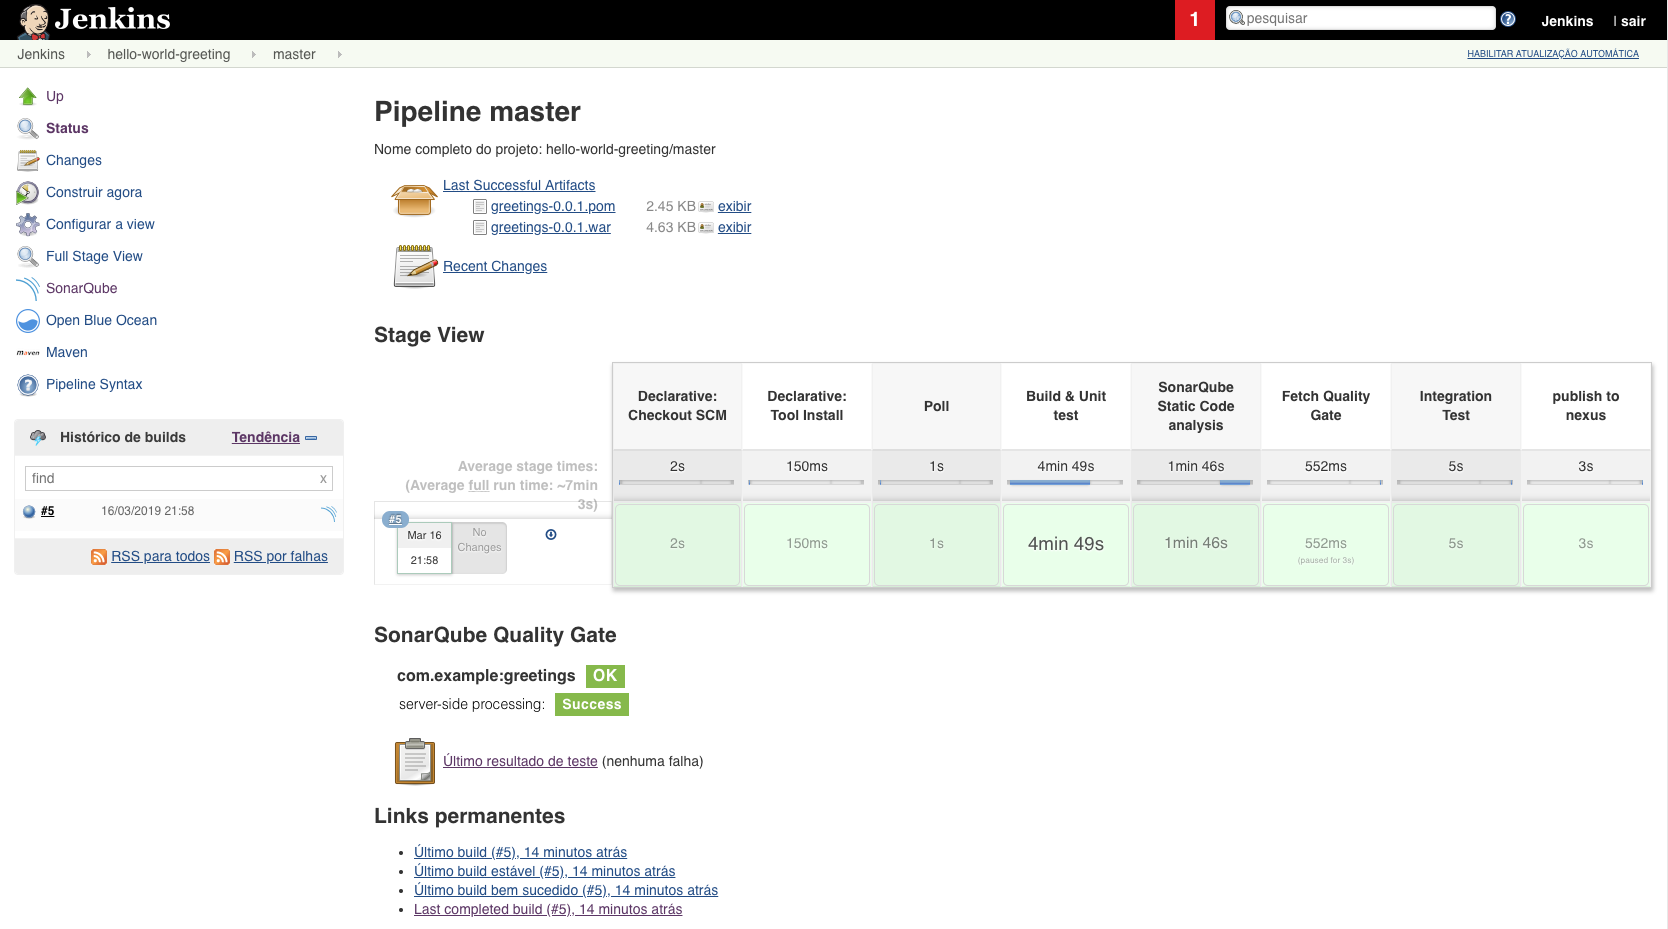 Jenkins
1
pesquisar
Jenkins
| sair
Jenkins
hello-world-greeting
master
HABILITAR ATUALIZAÇÃO AUTOMÁTICA
Up
Status
Changes
Construir agora
Configurar a view
Full Stage View
SonarQube
Open Blue Ocean
maven Maven
Pipeline Syntax
Histórico de builds
Tendência
find
x
#5
16/03/2019 21:58
RSS para todos
RSS por falhas
Pipeline master
Nome completo do projeto: hello-world-greeting/master
Last Successful Artifacts
greetings-0.0.1.pom 2.45 KB exibir
greetings-0.0.1.war 4.63 KB exibir
Recent Changes
Stage View
Declarative:
Checkout SCM
Declarative:
Tool Install
Poll
Build & Unit
test
SonarQube
Static Code
analysis
Fetch Quality
Gate
Integration
Test
publish to
nexus
Average stage times:
(Average full run time: ~7min
3s)
2s 150ms 1s 4min 49s 1min 46s 552ms 5s 3s
#5
Mar 16
21:58
No
Changes
2s 150ms 1s 4min 49s 1min 46s 552ms 5s 3s
(paused for 3s)
SonarQube Quality Gate
com.example:greetings OK
server-side processing: Success
Último resultado de teste (nenhuma falha)
Links permanentes
Último build (#5), 14 minutos atrás
Último build estável (#5), 14 minutos atrás
Último build bem sucedido (#5), 14 minutos atrás
Last completed build (#5), 14 minutos atrás